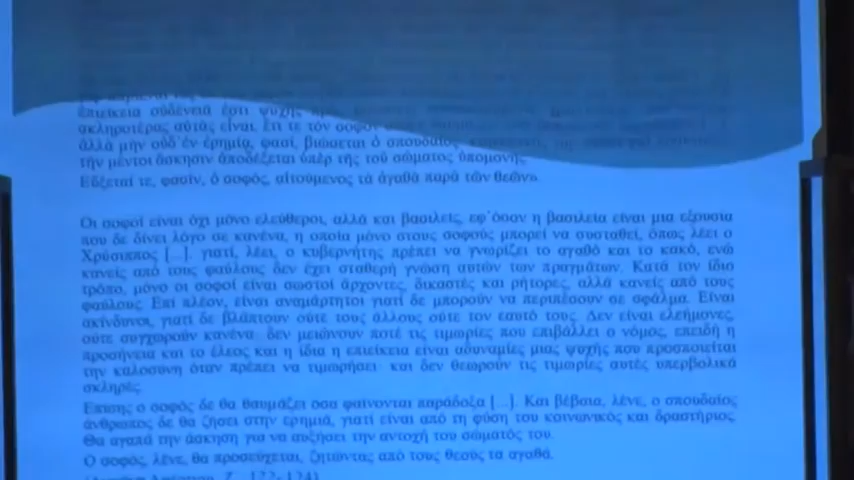 ἐπιείκεια οὐδένειά ἐστι ψυχῆς
σκληροτέρας αὐτὰς εἶναι. ἔτι τε τὸν σοφὸν
ἀλλὰ μὴν οὐδ' ἐν ἐρημίᾳ, φασί, βιώσεται ὁ σπουδαῖος
τὴν μέντοι ἄσκησιν ἀποδέξεται ὑπὲρ τῆς τοῦ σώματος ὑπομονῆς.
Εὔξεταί τε, φασίν, ὁ σοφός, αἰτούμενος τὰ ἀγαθὰ παρὰ τῶν θεῶν».
Οι σοφοί είναι όχι μόνο ελεύθεροι, αλλά και βασιλείς, εφ΄όσον η βασιλεία είναι μια εξουσία
που δε δίνει λόγο σε κανένα, η οποία μόνο στους σοφούς μπορεί να συσταθεί, όπως λέει ο
Χρύσιππος [...]. γιατί, λέει, ο κυβερνήτης πρέπει να γνωρίζει το αγαθό και το κακό, ενώ
κανείς από τους φαύλους δεν έχει σταθερή γνώση αυτών των πραγμάτων. Κατά τον ίδιο
τρόπο, μόνο οι σοφοί είναι σωστοί άρχοντες, δικαστές και ρήτορες, αλλά κανείς από τους
φαύλους. Επί πλέον, είναι αναμάρτητοι γιατί δε μπορούν να περιπέσουν σε σφάλμα. Είναι
ακίνδυνοι, γιατί δε βλάπτουν ούτε τους άλλους ούτε τον εαυτό τους. Δεν είναι ελεήμονες,
ούτε συγχωρούν κανένα· δεν μειώνουν ποτέ τις τιμωρίες που επιβάλλει ο νόμος, επειδή η
προσήνεια και το έλεος και η ίδια η επιείκεια είναι αδυναμίες μιας ψυχής που προσποιείται
την καλοσύνη όταν πρέπει να τιμωρήσει· και δεν θεωρούν τις τιμωρίες αυτές υπερβολικά
σκληρές.
Επίσης ο σοφός δε θα θαυμάζει όσα φαίνονται παράδοξα [...]. Και βέβαια, λένε, ο σπουδαίος
άνθρωπος δε θα ζήσει στην ερημιά, γιατί είναι από τη φύση του κοινωνικός και δραστήριος.
Θα αγαπά την άσκηση για να αυξήσει την αντοχή του σώματός του.
Ο σοφός, λένε, θα προσεύχεται, ζητώντας από τους θεούς τα αγαθά.